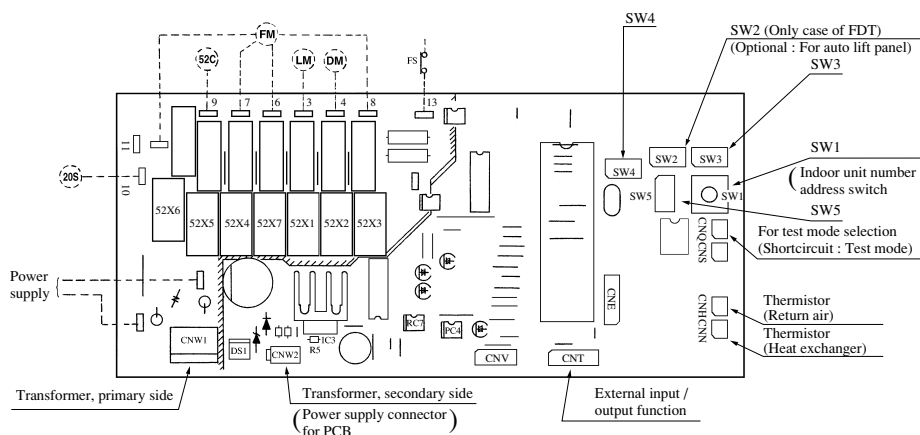 SW4
SW2 (Only case of FDT)
(Optional : For auto lift panel)
SW3
FM
52C
LM
DM
FS
9
7
6
3
4
8
13
11
10
20S
SW4
SW2
SW3
SW1
(Indoor unit number
address switch)
SW5
SW1
SW5
52X6
52X5
52X4
52X7
52X1
52X2
52X3
CNQ
CNS
For test mode selection
(Shortcircuit : Test mode)
Power
supply
CNE
CNH
CNN
Thermistor
(Return air)
Thermistor
(Heat exchanger)
RC7
PC4
CNW1
DS1
R5
IC3
CNW2
CNV
CNT
Transformer, primary side
Transformer, secondary side
(Power supply connector
for PCB)
External input /
output function